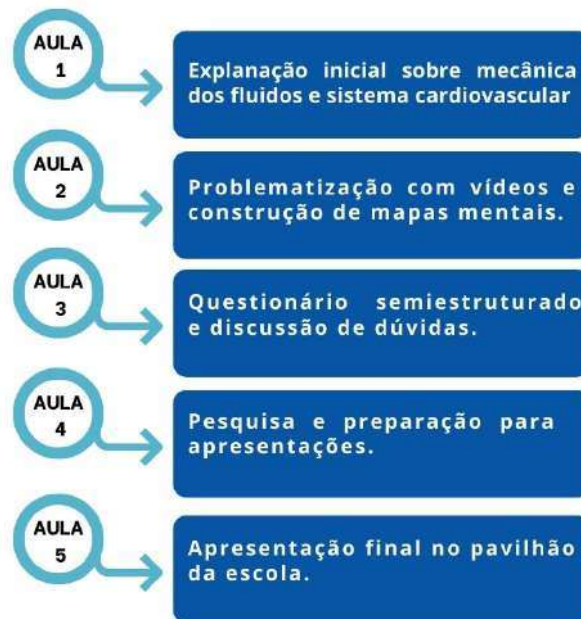 AULA
1
Explanação inicial sobre mecânica
dos fluidos e sistema cardiovascular
AULA
2
Problematização com vídeos e
construção de mapas mentais.
AULA
3
Questionário semiestruturado
e discussão de dúvidas.
AULA
4
Pesquisa e preparação para
apresentações.
AULA
5
Apresentação final no pavilhão
da escola.